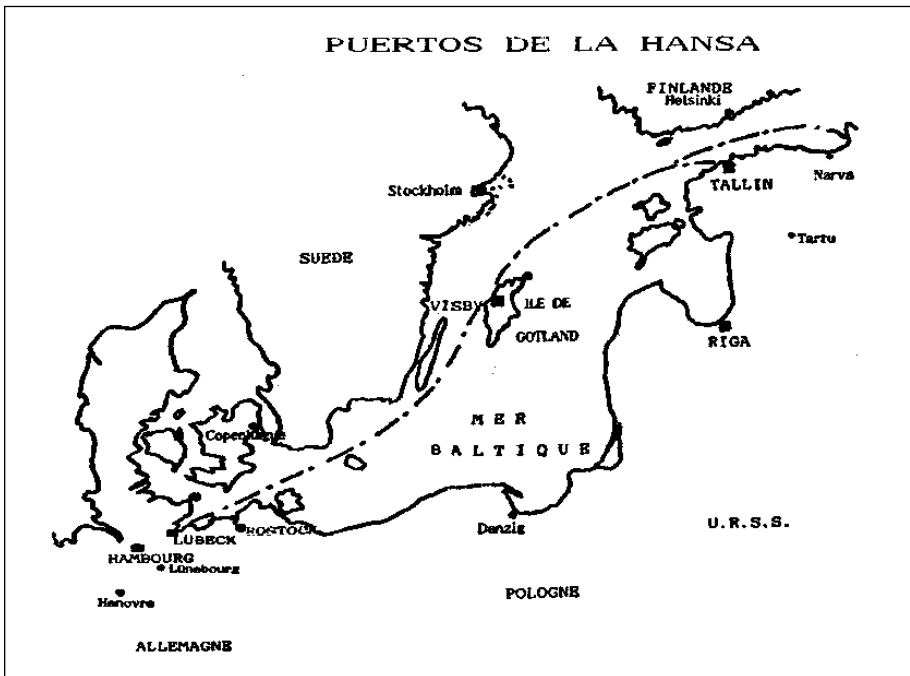 PUERTOS DE LA HANSA
FINLANDE
Helsinki
TALLIN
Narva
Stockholm
Tartu
SUEDE
VISBY
ILE DE
GOTLAND
RIGA
MER
BALTIQUE
Copenhague
LUBECK
ROSTOCK
Danzig
U.R.S.S.
HAMBOURG
Lunebourg
Hanovre
POLOGNE
ALLEMAGNE